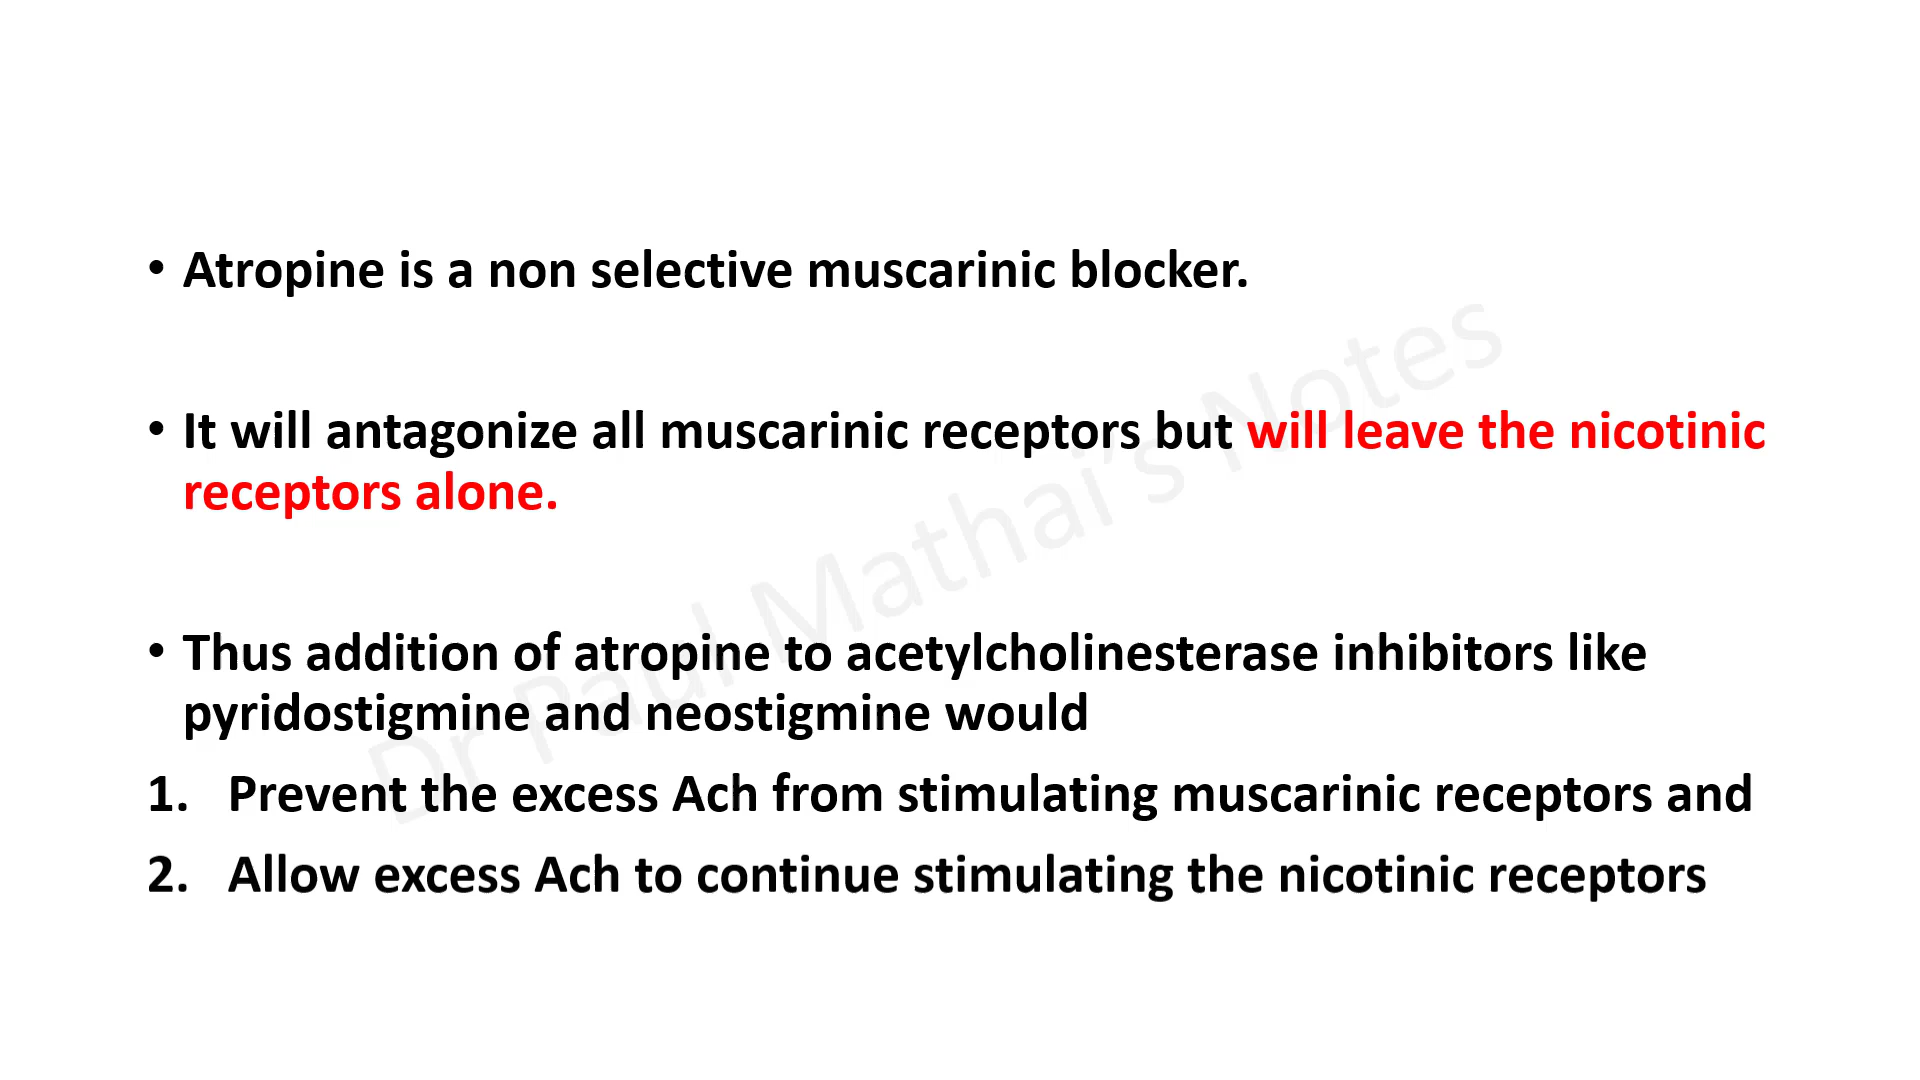 • Atropine is a non selective muscarinic blocker.
• It will antagonize all muscarinic receptors but will leave the nicotinic
receptors alone.
• Thus addition of atropine to acetylcholinesterase inhibitors like
pyridostigmine and neostigmine would
1. Prevent the excess Ach from stimulating muscarinic receptors and
2. Allow excess Ach to continue stimulating the nicotinic receptors
Dr Paul Mathai's Notes